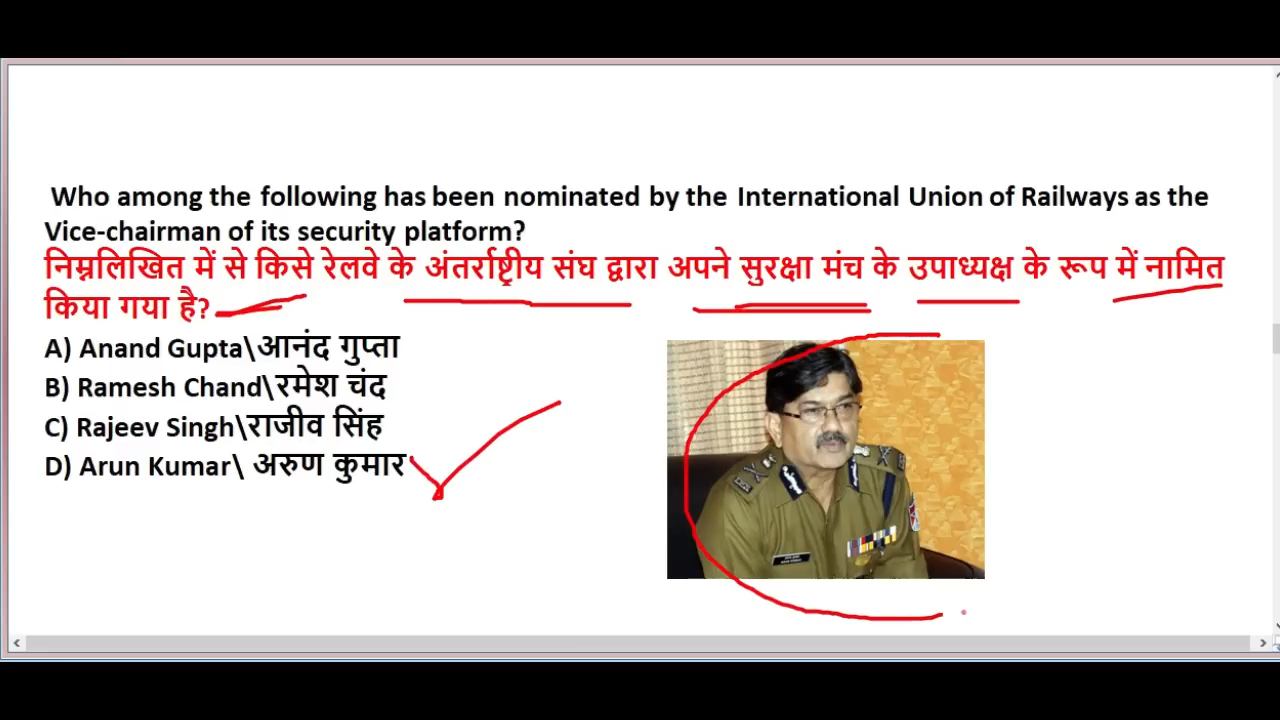 Who among the following has been nominated by the International Union of Railways as the
Vice-chairman of its security platform?
निम्नलिखित में से किसे रेलवे के अंतर्राष्ट्रीय संघ द्वारा अपने सुरक्षा मंच के उपाध्यक्ष के रूप में नामित
किया गया है?
A) Anand Gupta\आनंद गुप्ता
B) Ramesh Chand\रमेश चंद
C) Rajeev Singh\राजीव सिंह
D) Arun Kumar\ अरुण कुमार